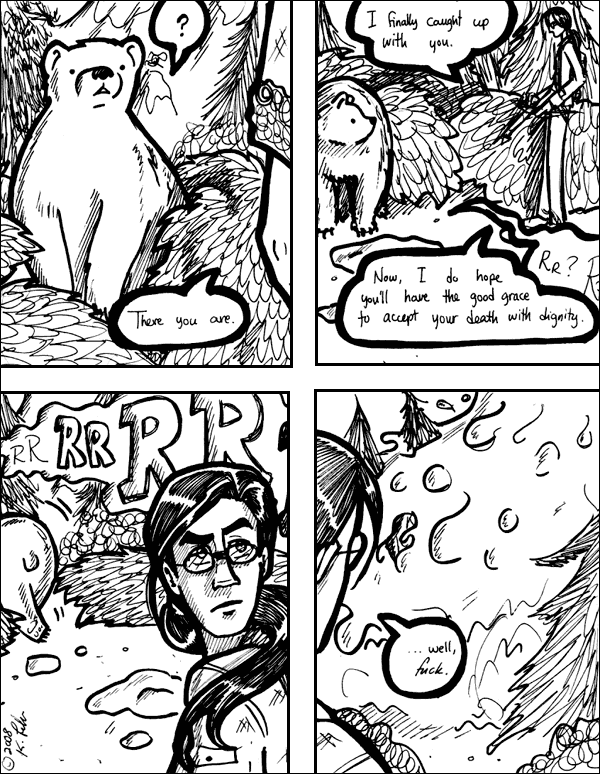 ?
There you are.
I finally caught up
with you.
Now, I do hope
you'll have the good grace
to accept your death with dignity.
RR? R
RR RR R R
... well,
fuck.
© 2008